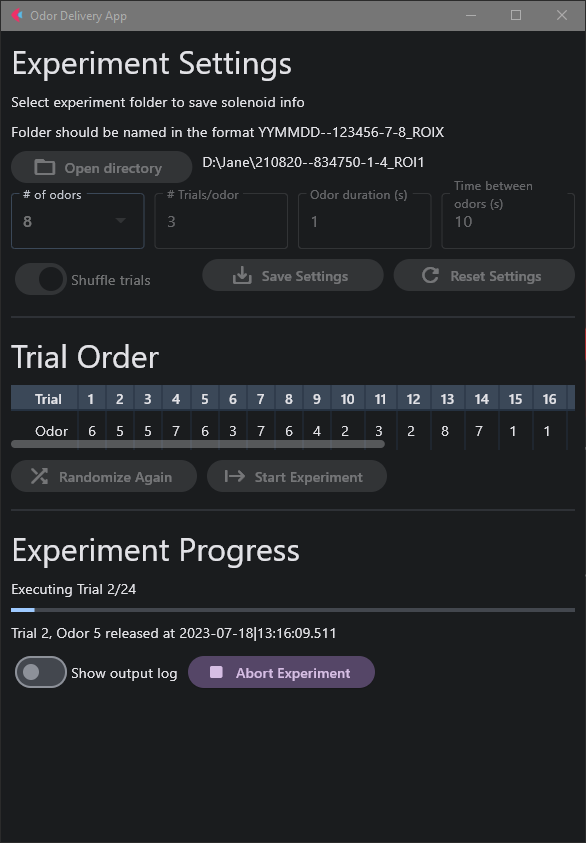 Odor Delivery App
Experiment Settings
Select experiment folder to save solenoid info
Folder should be named in the format YYMMDD--123456-7-8_ROIX
Open directory D:\Jane\210820--834750-1-4_ROI1
# of odors # Trials/odor Odor duration (s) Time between odors (s)
8 3 1 10
Shuffle trials Save Settings Reset Settings
Trial Order
Trial 1 2 3 4 5 6 7 8 9 10 11 12 13 14 15 16
Odor 6 5 5 7 6 3 7 6 4 2 3 2 8 7 1 1
Randomize Again Start Experiment
Experiment Progress
Executing Trial 2/24
Trial 2, Odor 5 released at 2023-07-18|13:16:09.511
Show output log Abort Experiment